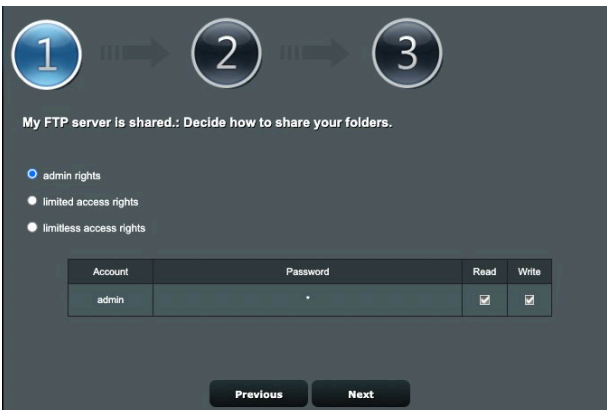 1 2 3
My FTP server is shared.: Decide how to share your folders.
admin rights
limited access rights
limitless access rights
Account Password Read Write
admin *
Previous Next